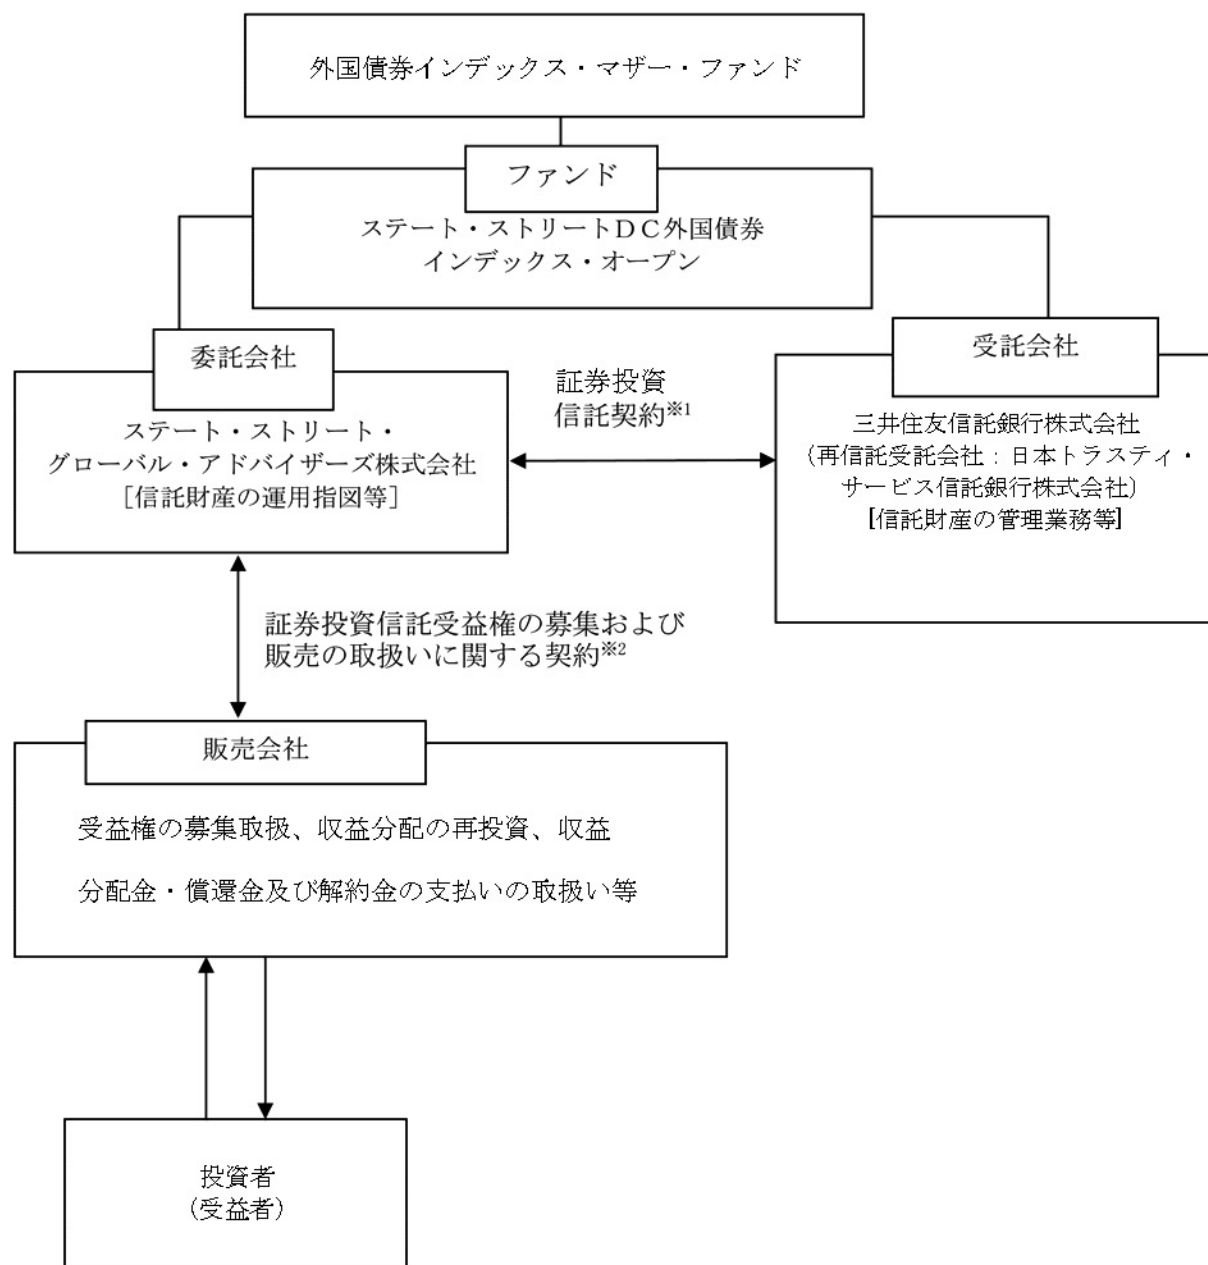 外国債券インデックス・マザー・ファンド
ファンド
ステート・ストリートＤＣ外国債券
インデックス・オープン
委託会社
ステート・ストリート・
グローバル・アドバイザーズ株式会社
［信託財産の運用指図等］
証券投資
信託契約※1
受託会社
三井住友信託銀行株式会社
（再信託受託会社：日本トラスティ・
サービス信託銀行株式会社）
[信託財産の管理業務等]
証券投資信託受益権の募集および
販売の取扱いに関する契約※2
販売会社
受益権の募集取扱、収益分配の再投資、収益
分配金・償還金及び解約金の支払いの取扱い等
投資者
（受益者）